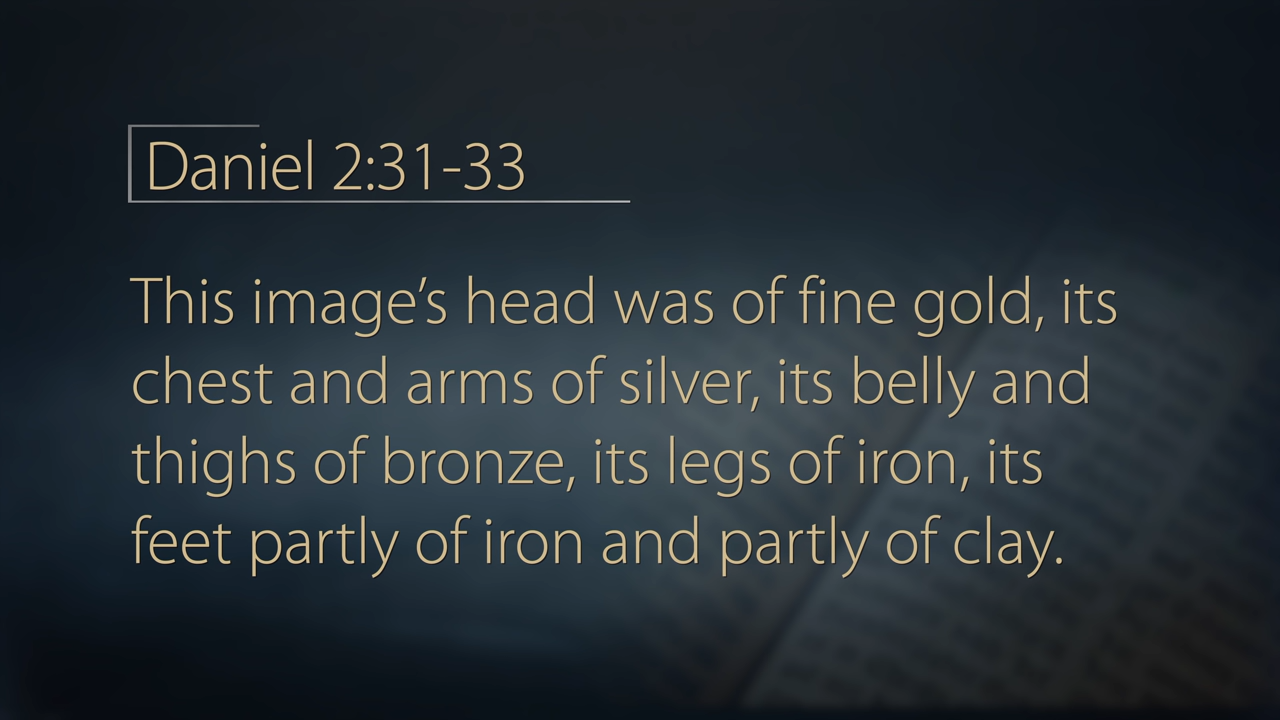 Daniel 2:31-33
This image’s head was of fine gold, its
chest and arms of silver, its belly and
thighs of bronze, its legs of iron, its
feet partly of iron and partly of clay.